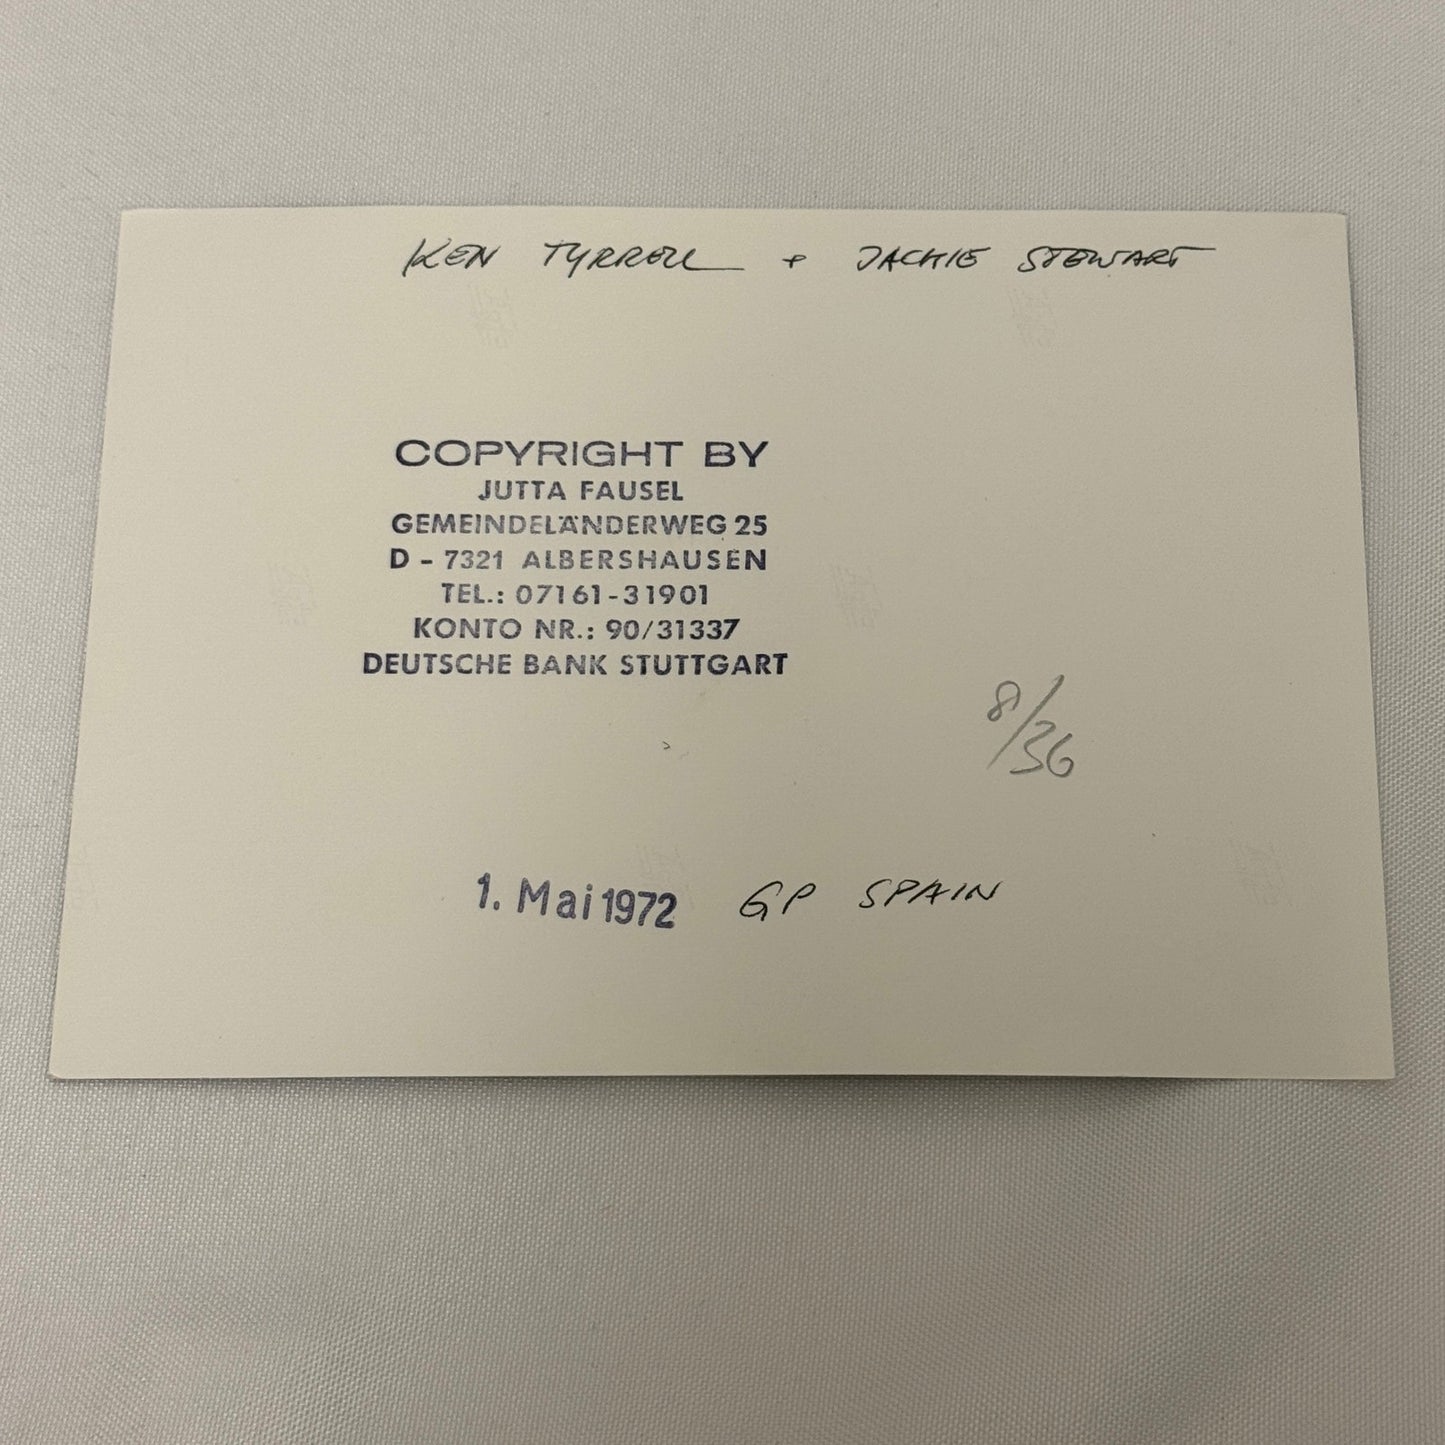 KEN TYRRELL + JACKIE STEWART
COPYRIGHT BY
JUTTA FAUSEL
GEMEINDELÄNDERWEG 25
D - 7321 ALBERSHAUSEN
TEL.: 07161-31901
KONTO NR.: 90/31337
DEUTSCHE BANK STUTTGART
8/36
1. Mai 1972 GP SPAIN